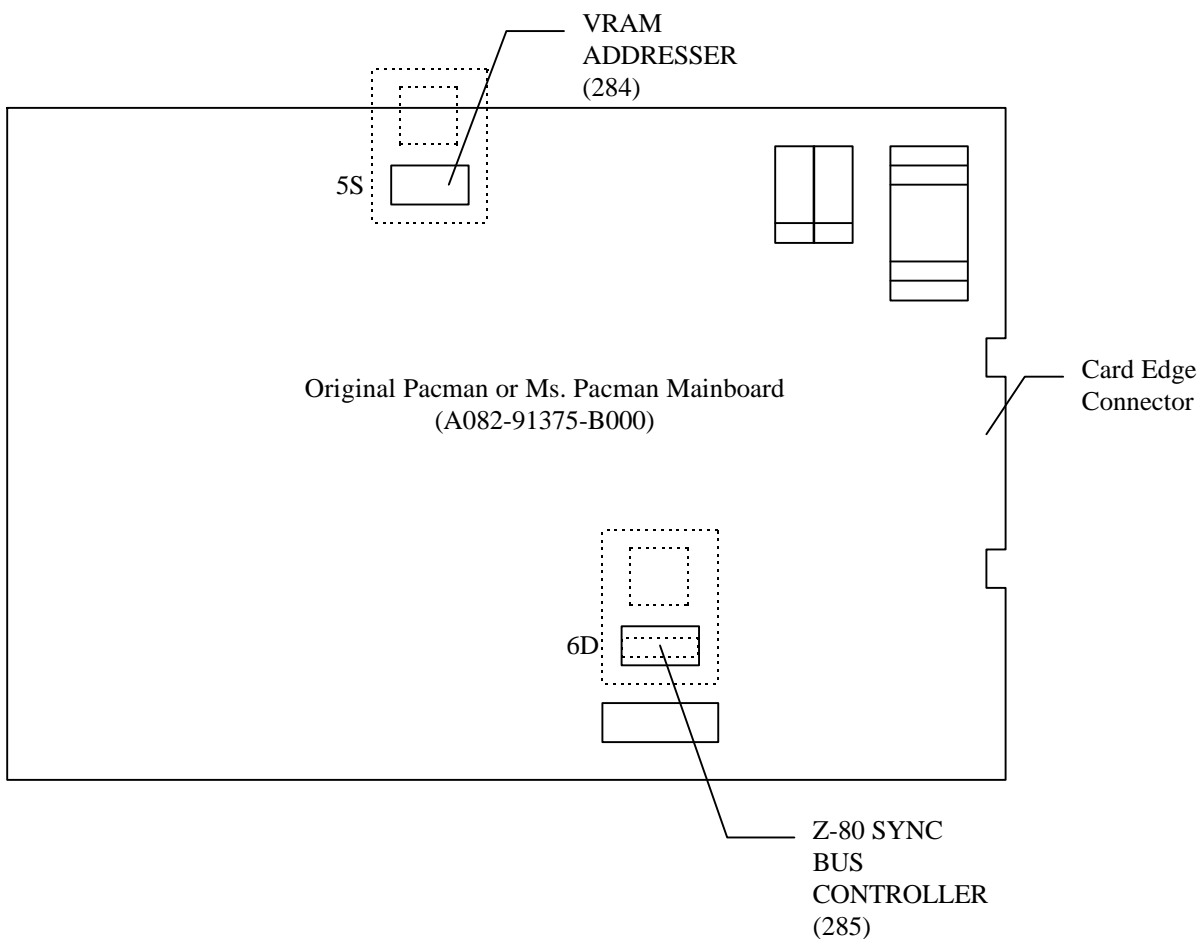 VRAM
ADDRESSER
(284)
5S
Original Pacman or Ms. Pacman Mainboard
(A082-91375-B000)
Card Edge
Connector
6D
Z-80 SYNC
BUS
CONTROLLER
(285)